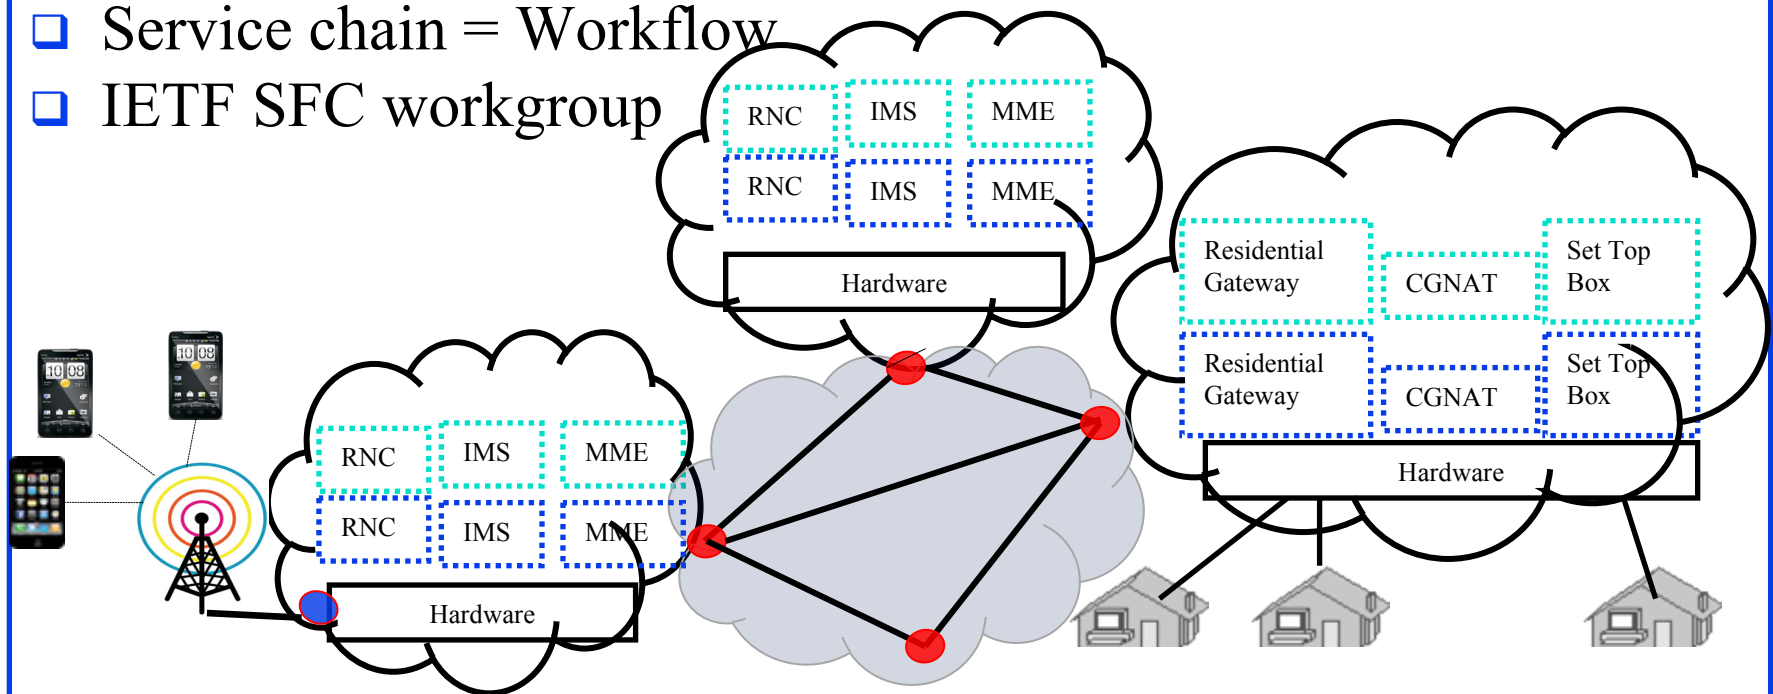 Service chain = Workflow
IETF SFC workgroup
RNC IMS MME
RNC IMS MME
Hardware
Residential
Gateway
CGNAT
Set Top
Box
Residential
Gateway
CGNAT
Set Top
Box
Hardware
10 08
10 08
RNC IMS MME
RNC IMS MME
Hardware